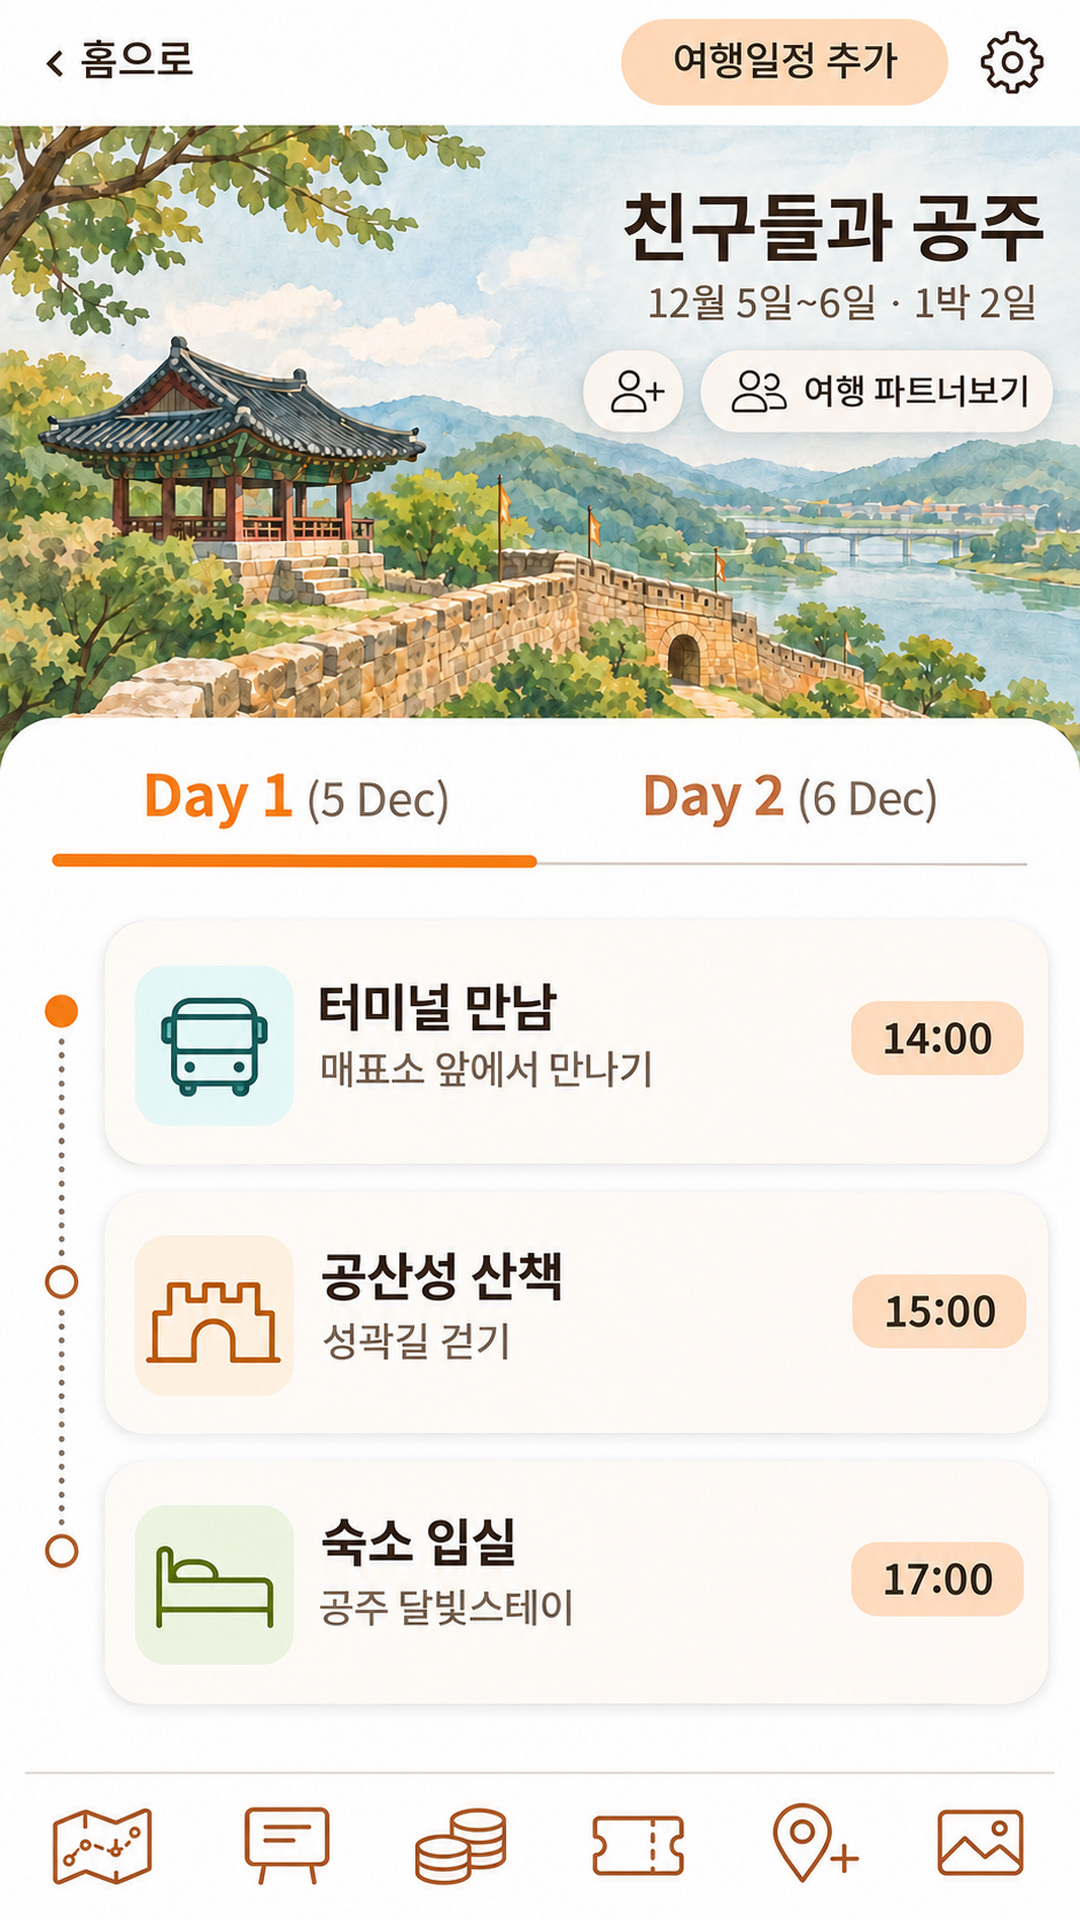 홈으로
여행일정 추가
친구들과 공주
12월 5일~6일 · 1박 2일
여행 파트너보기
Day 1 (5 Dec)
Day 2 (6 Dec)
터미널 만남
매표소 앞에서 만나기
14:00
공산성 산책
성곽길 걷기
15:00
숙소 입실
공주 달빛스테이
17:00